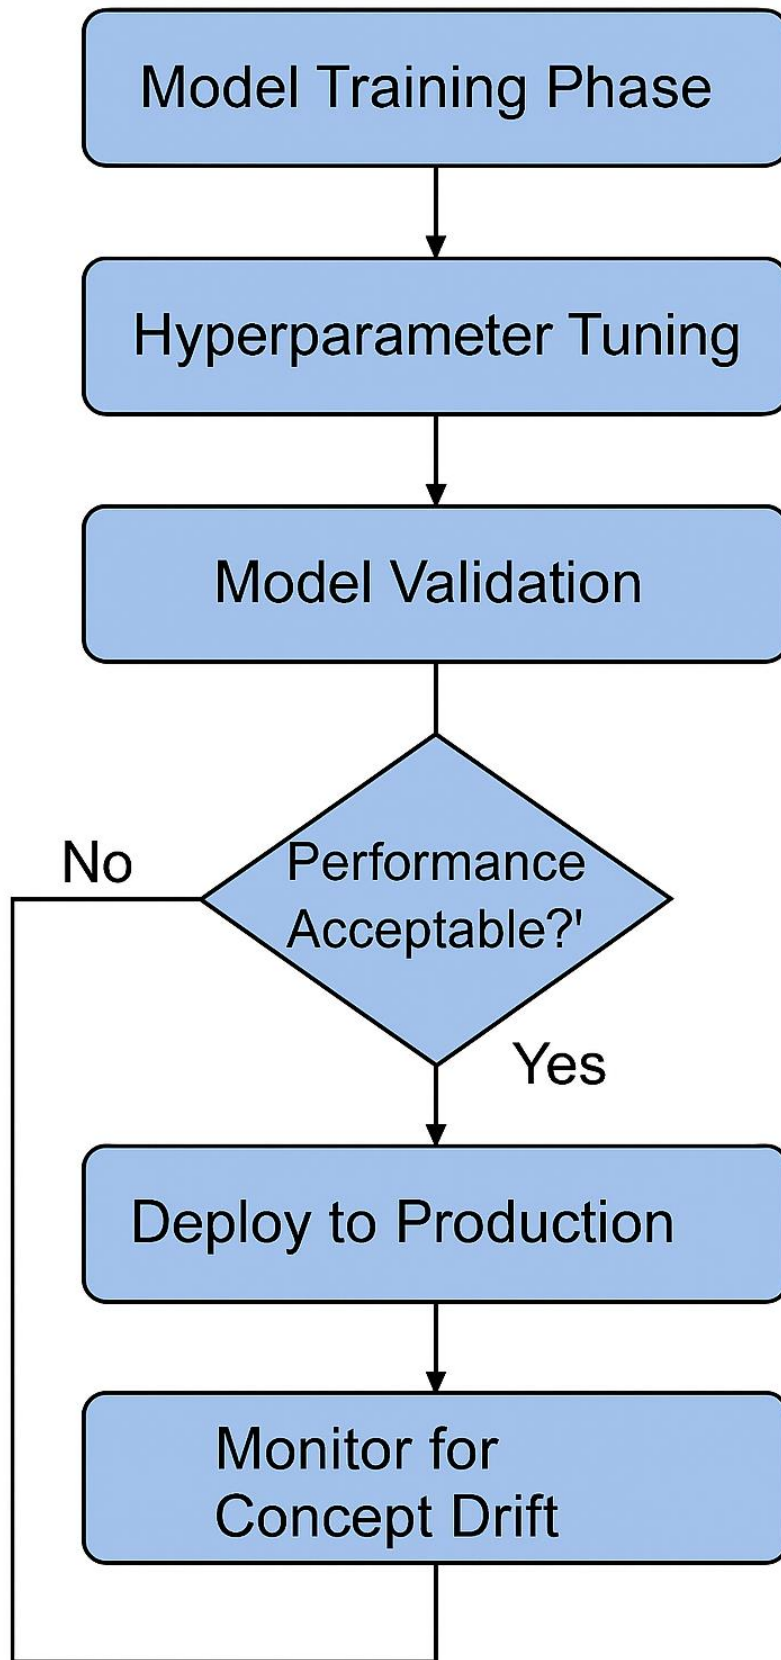 Model Training Phase
Hyperparameter Tuning
Model Validation
No
Performance
Acceptable?'
Yes
Deploy to Production
Monitor for
Concept Drift